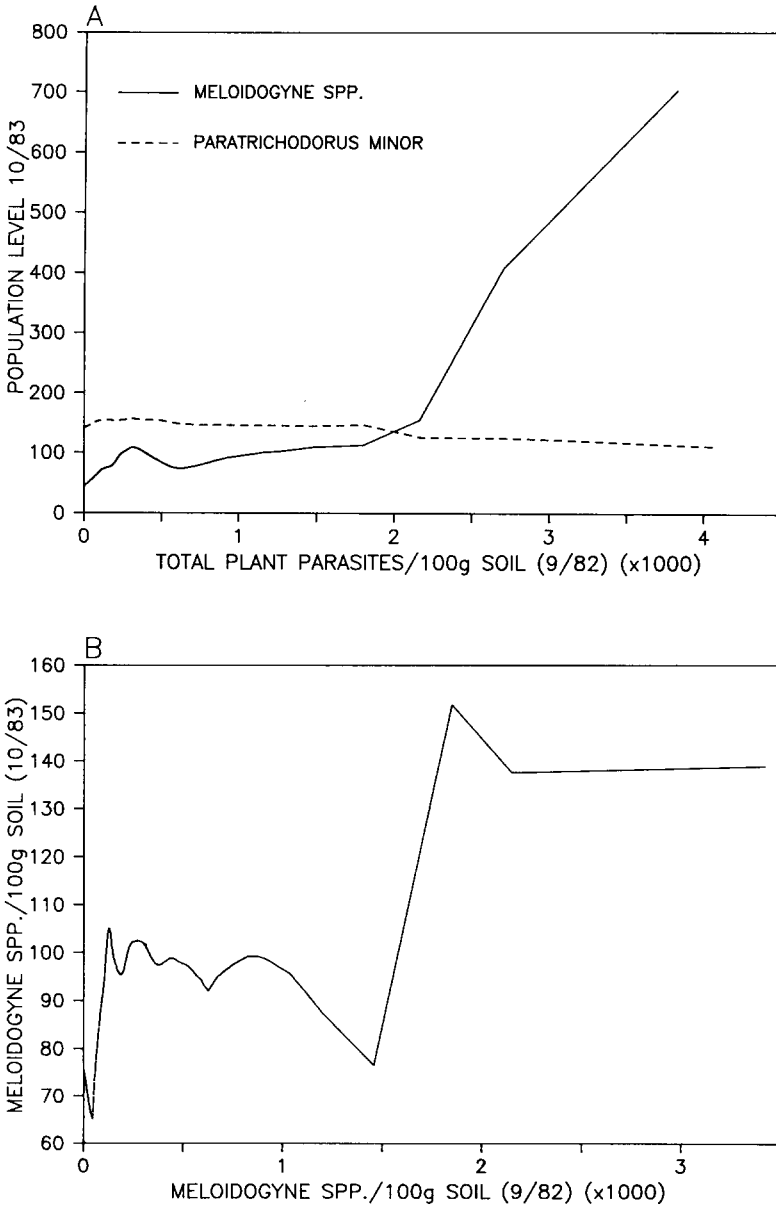 A
800
700
600
500
400
300
200
100
0
POPULATION LEVEL 10/83
MELOIDOGYNE SPP.
PARATRICHODORUS MINOR
0 1 2 3 4
TOTAL PLANT PARASITES/100g SOIL (9/82) (x1000)
B
160
150
140
130
120
110
100
90
80
70
60
MELOIDOGYNE SPP./100g SOIL (10/83)
0 1 2 3
MELOIDOGYNE SPP./100g SOIL (9/82) (x1000)